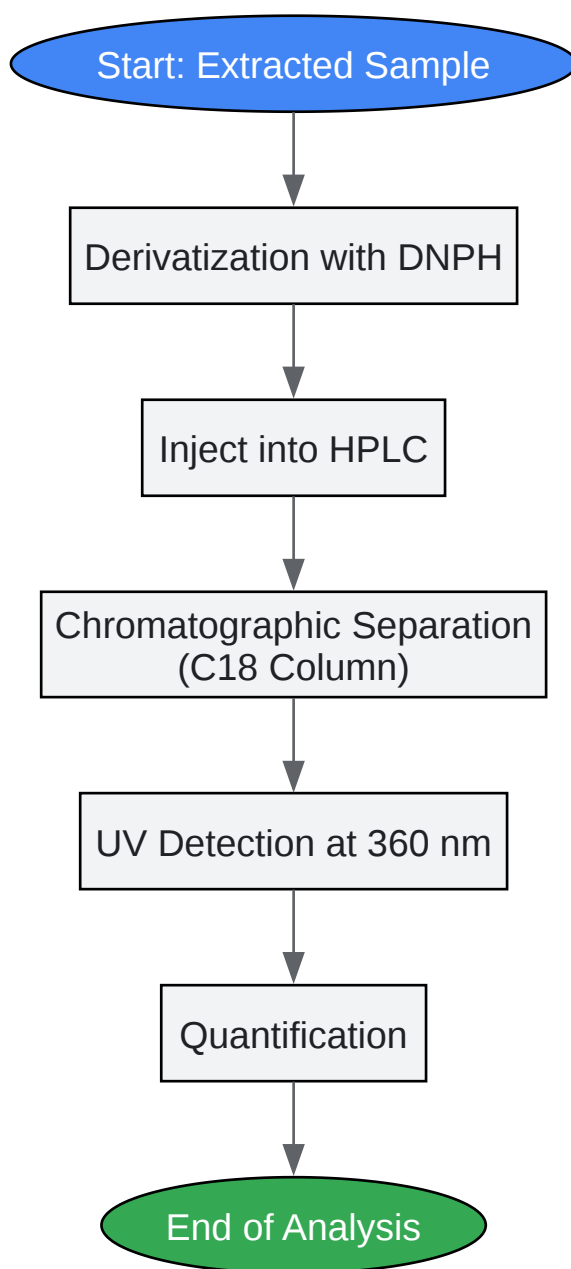 Start: Extracted Sample
Derivatization with DNPH
Inject into HPLC
Chromatographic Separation
(C18 Column)
UV Detection at 360 nm
Quantification
End of Analysis